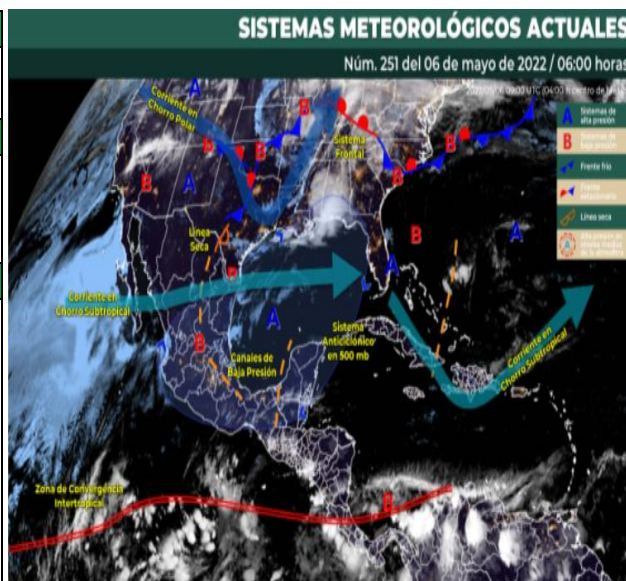 SISTEMAS METEOROLÓGICOS ACTUALES
Núm. 251 del 06 de mayo de 2022 / 06:00 horas
A
Sistemas de
alta presión
B
Sistemas de
baja presión
Frente frío
Frente
estacionario
Línea seca
A
Corriente en
Chorro Polar
A
B
B
B
B
B
B
B
A
Sistema
Frontal
Línea
Seca
B
A
A
B
Corriente en
Chorro Subtropical
A
B
Canales de
Baja Presión
Sistema
Anticiclónico
en 500 mb
Corriente en
Chorro Subtropical
Zona de Convergencia
Intertropical
B